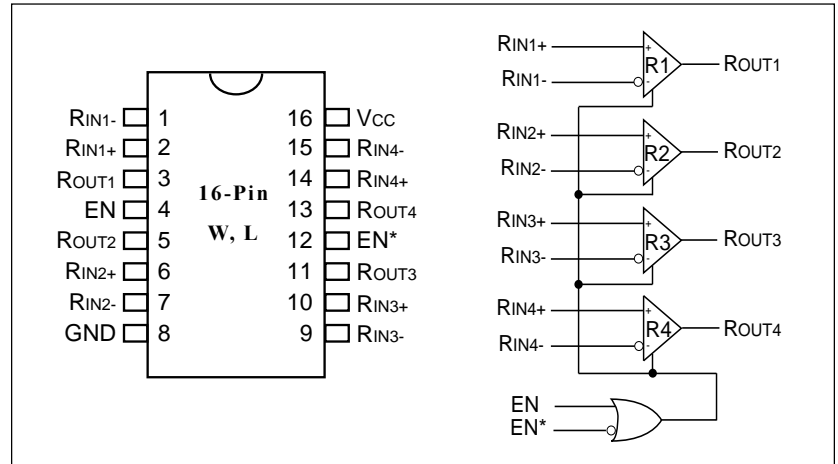 RIN1- 1 16 VCC
RIN1+ 2 15 RIN4-
ROUT1 3 14 RIN4+
EN 4 13 ROUT4
ROUT2 5 12 EN*
RIN2+ 6 11 ROUT3
RIN2- 7 10 RIN3+
GND 8 9 RIN3-
16-Pin
W, L
RIN1+ + R1 ROUT1
RIN1- -
RIN2+ + R2 ROUT2
RIN2- -
RIN3+ + R3 ROUT3
RIN3- -
RIN4+ + R4 ROUT4
RIN4- -
EN
EN*